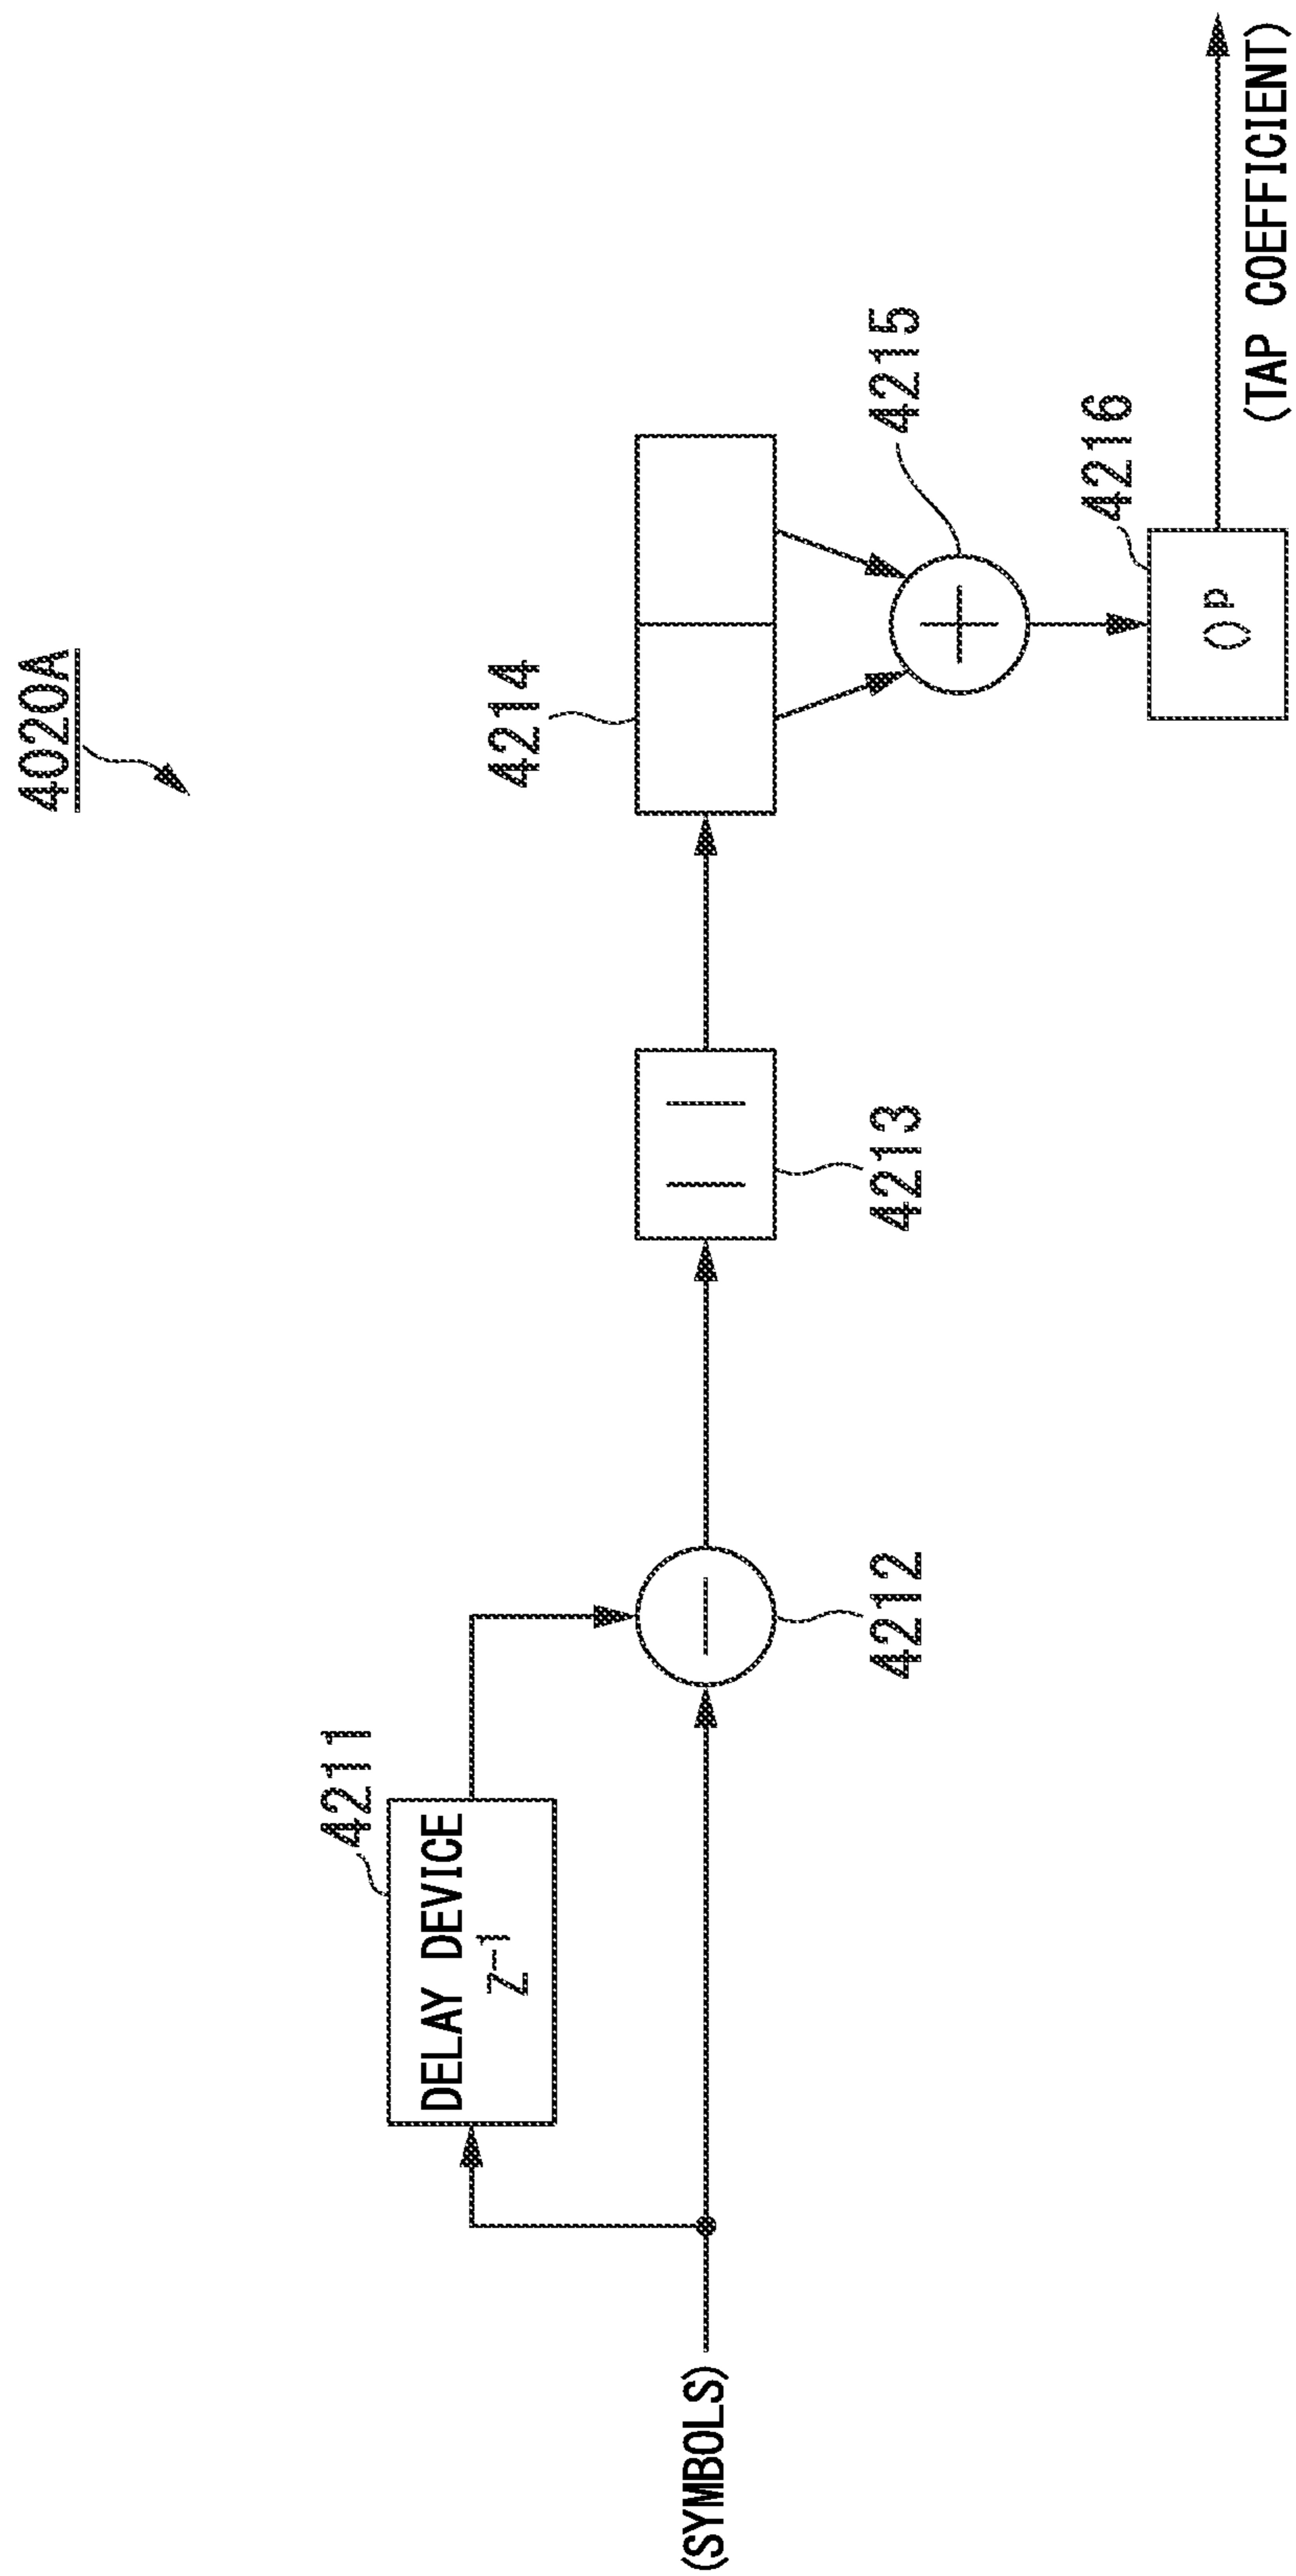 4020A
4211
DELAY DEVICE
Z-1
4214
4215
4216
()p
(SYMBOLS)
4212
4213
(TAP COEFFICIENT)